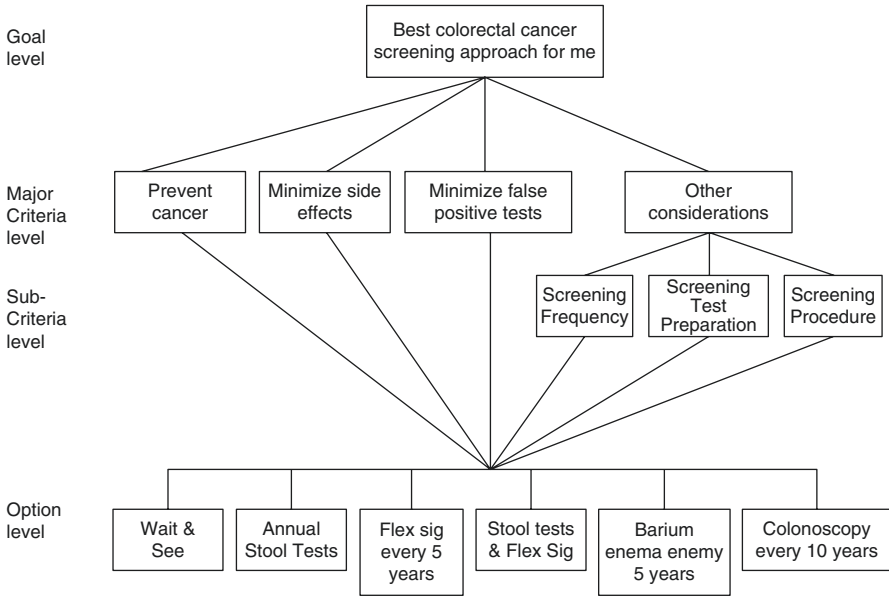 Goal
level
Best colorectal cancer
screening approach for me
Major
Criteria
level
Prevent
cancer
Minimize side
effects
Minimize false
positive tests
Other
considerations
Sub-
Criteria
level
Screening
Frequency
Screening
Test
Preparation
Screening
Procedure
Option
level
Wait &
See
Annual
Stool Tests
Flex sig
every 5
years
Stool tests
& Flex Sig
Barium
enema enemy
5 years
Colonoscopy
every 10 years